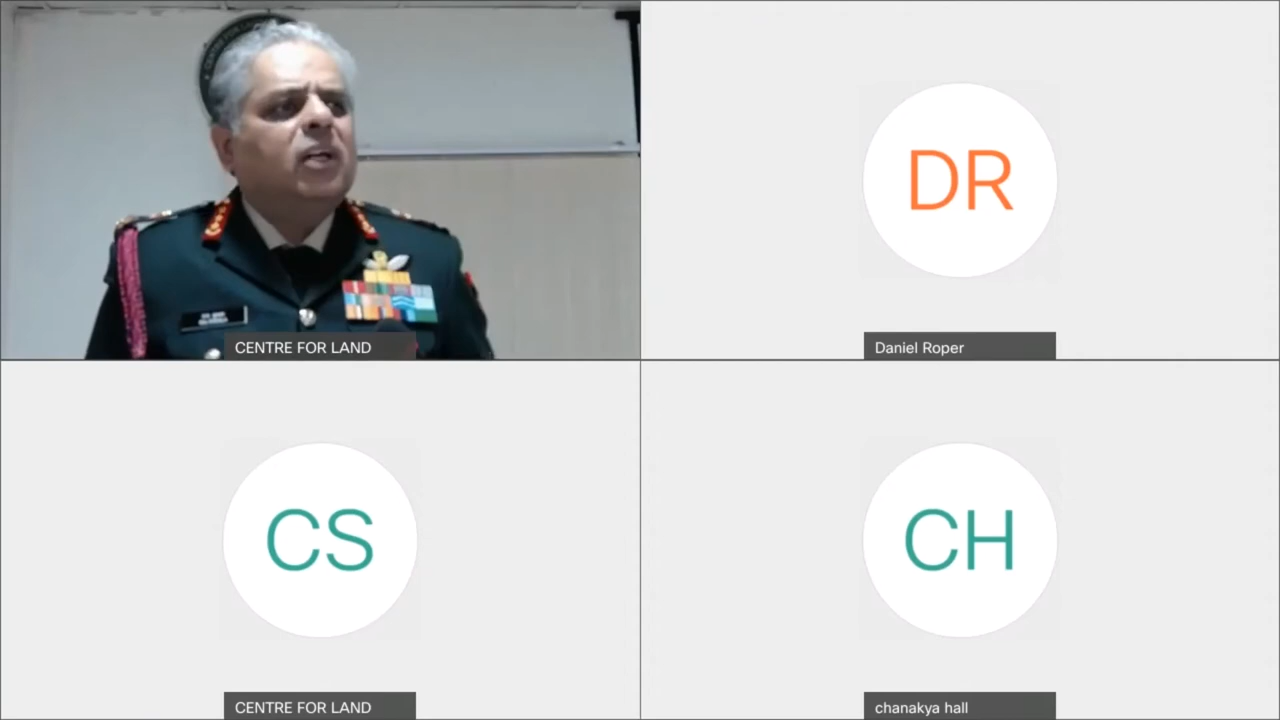 CENTRE FOR LAND
DR
Daniel Roper
CS
CENTRE FOR LAND
CH
chanakya hall